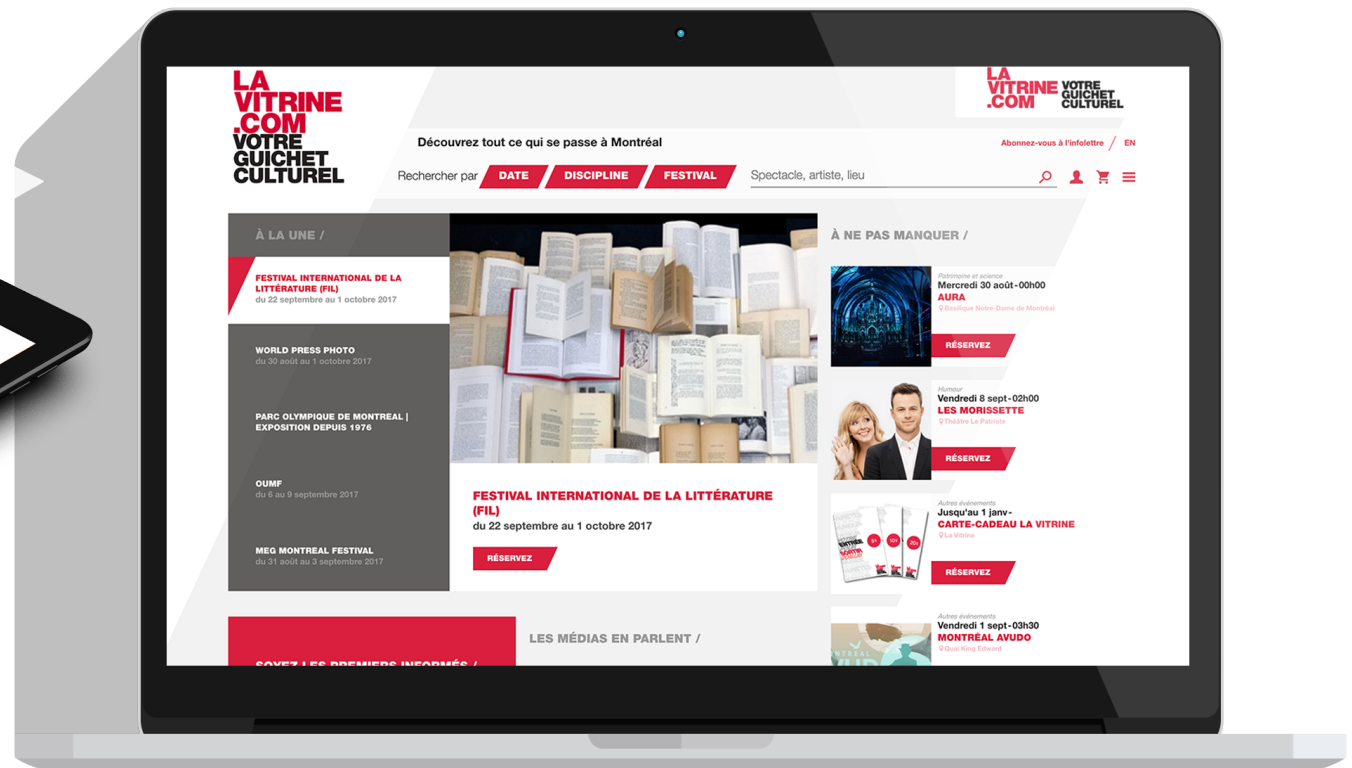 LA
VITRINE
.COM
VOTRE
GUICHET
CULTUREL
LA
VITRINE
.COM
VOTRE
GUICHET
CULTUREL
Découvrez tout ce qui se passe à Montréal
Abonnez-vous à l'infolettre / EN
Rechercher par DATE DISCIPLINE FESTIVAL Spectacle, artiste, lieu
À LA UNE /
FESTIVAL INTERNATIONAL DE LA
LITTÉRATURE (FIL)
du 22 septembre au 1 octobre 2017
WORLD PRESS PHOTO
du 30 août au 1 octobre 2017
PARC OLYMPIQUE DE MONTRÉAL |
EXPOSITION DEPUIS 1976
OUMF
du 6 au 9 septembre 2017
MEG MONTREAL FESTIVAL
du 31 août au 3 septembre 2017
FESTIVAL INTERNATIONAL DE LA LITTÉRATURE
(FIL)
du 22 septembre au 1 octobre 2017
RÉSERVEZ
À NE PAS MANQUER /
Patrimoine et science
Mercredi 30 août-00h00
AURA
Basilique Notre-Dame de Montréal
RÉSERVEZ
Humour
Vendredi 8 sept-02h00
LES MORISSETTE
Théâtre Le Patriote
RÉSERVEZ
Autres événements
Jusqu'au 1 janv-
CARTE-CADEAU LA VITRINE
La Vitrine
RÉSERVEZ
Autres événements
Vendredi 1 sept-03h30
MONTRÉAL AVUDO
Quai King Edward
SOYEZ LES PREMIERS INFORMÉS /
LES MÉDIAS EN PARLENT /